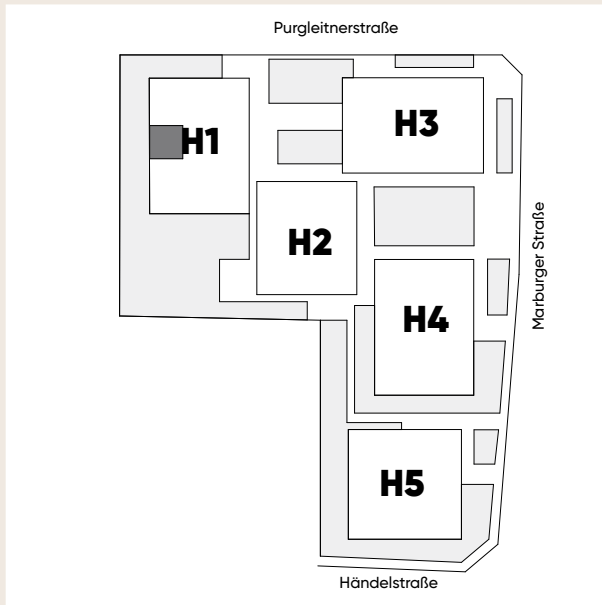 Purgleitnerstraße
H1
H3
H2
Marburger Straße
H4
H5
Händelstraße